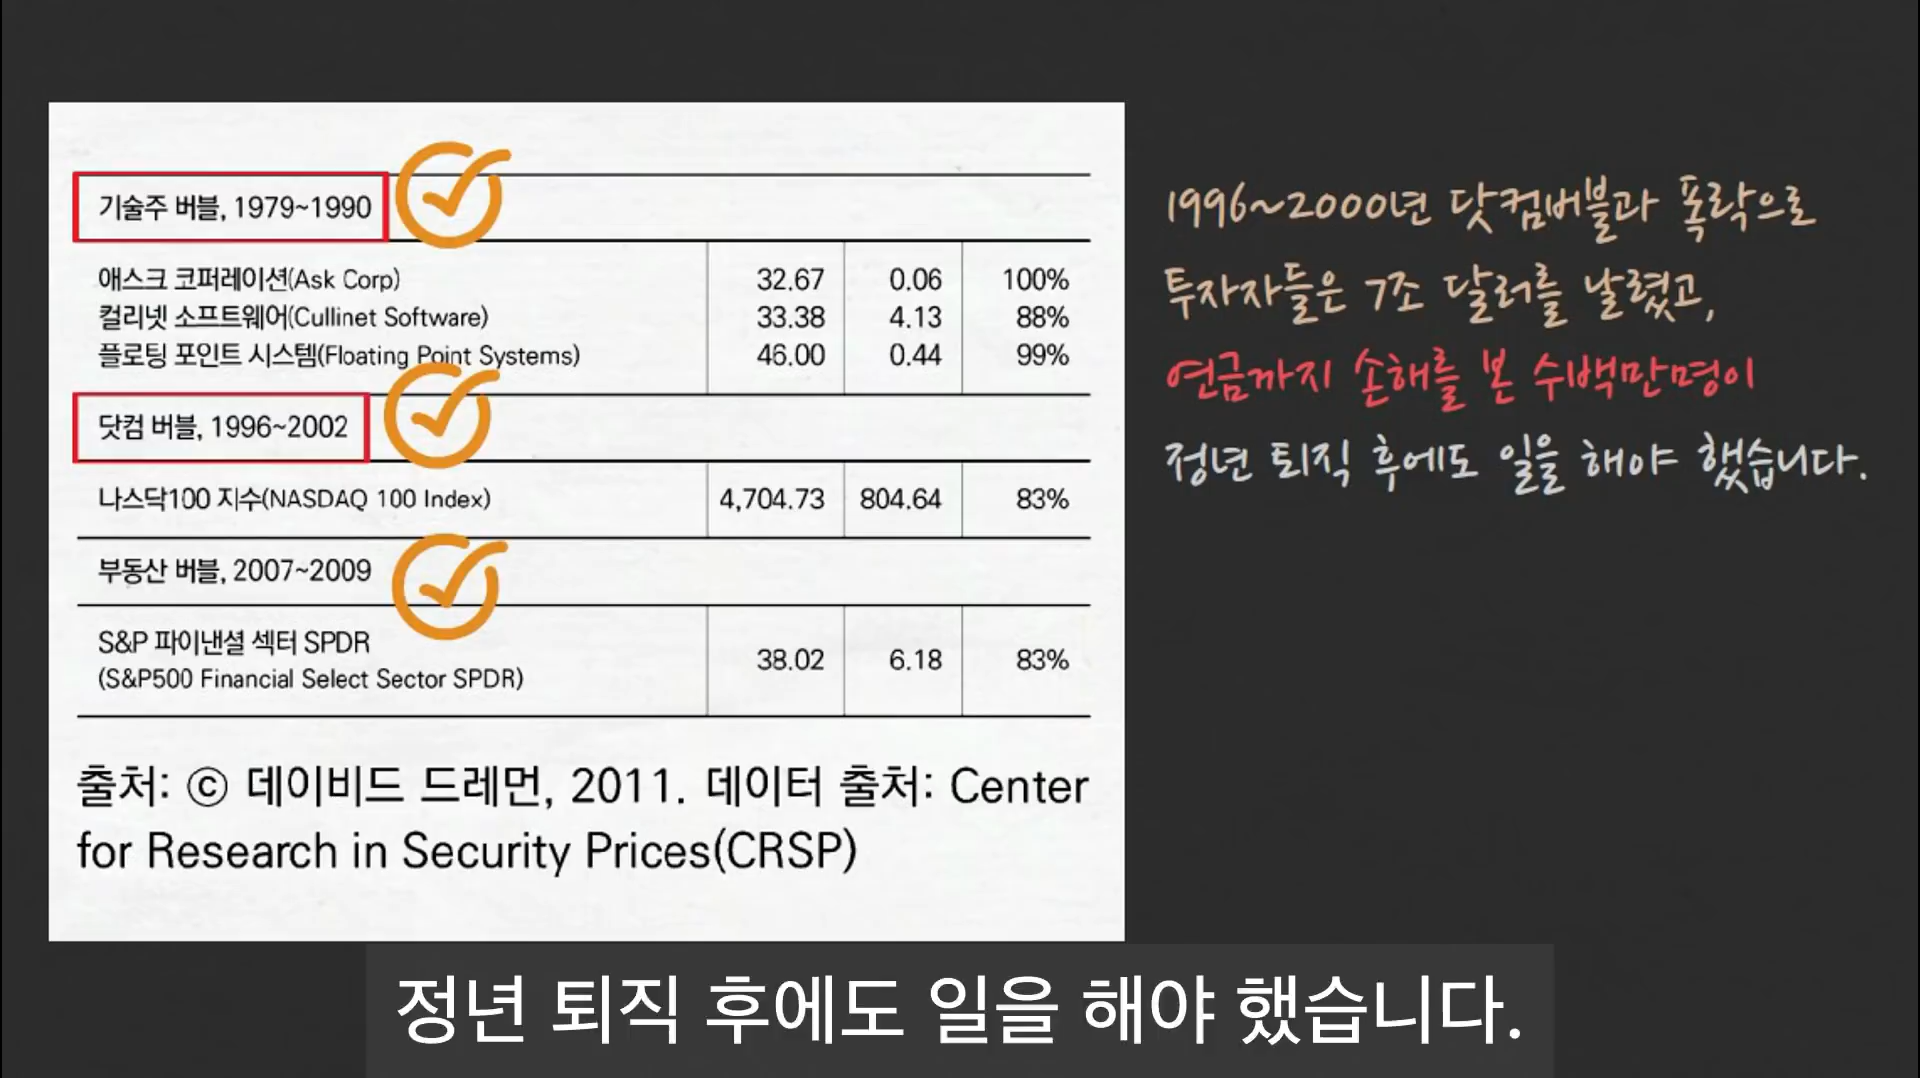 기술주 버블, 1979~1990
애스크 코퍼레이션(Ask Corp) 32.67 0.06 100%
컬리넷 소프트웨어(Cullinet Software) 33.38 4.13 88%
플로팅 포인트 시스템(Floating Point Systems) 46.00 0.44 99%
닷컴 버블, 1996~2002
나스닥100 지수(NASDAQ 100 Index) 4,704.73 804.64 83%
부동산 버블, 2007~2009
S&P 파이낸셜 섹터 SPDR
(S&P500 Financial Select Sector SPDR) 38.02 6.18 83%
출처: ⓒ 데이비드 드레먼, 2011. 데이터 출처: Center
for Research in Security Prices(CRSP)
1996~2000년 닷컴버블과 폭락으로
투자자들은 7조 달러를 날렸고,
연금까지 손해를 본 수백만명이
정년 퇴직 후에도 일을 해야 했습니다.
정년 퇴직 후에도 일을 해야 했습니다.